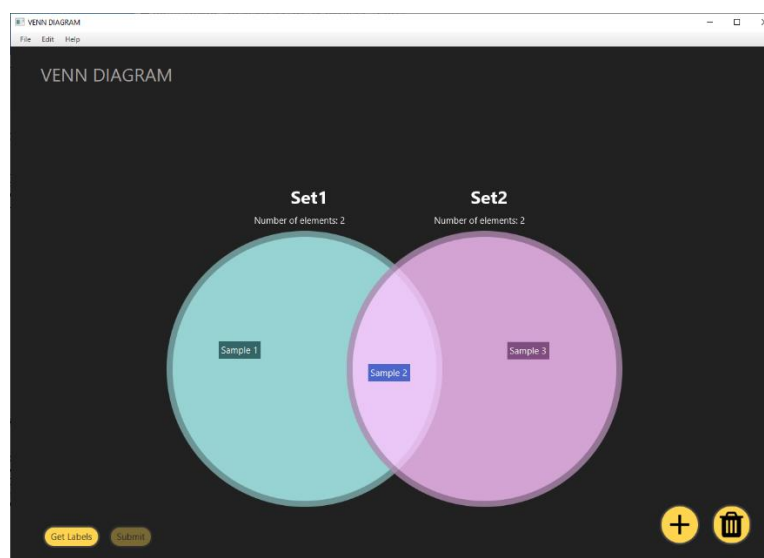 VENN DIAGRAM
File Edit Help
VENN DIAGRAM
Set1 Set2
Number of elements: 2 Number of elements: 2
Sample 1 Sample 3
Sample 2
Get Labels Submit